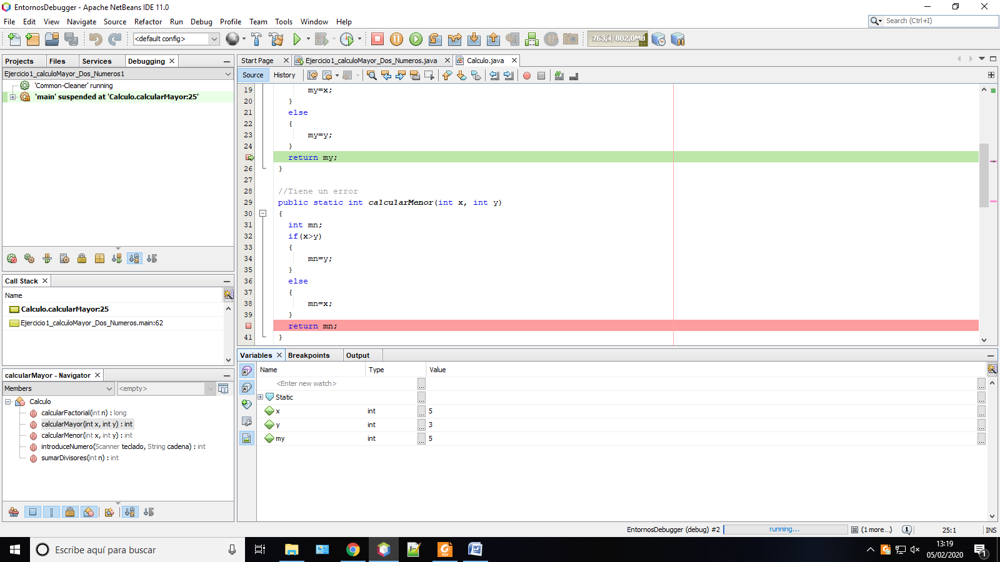 EntornosDebugger - Apache NetBeans IDE 11.0
File Edit View Navigate Source Refactor Run Debug Profile Team Tools Window Help
Search (Ctrl+I)
<default config>
763,4/802,0MB
Projects Files Services Debugging
Ejercicio1_calculoMayor_Dos_Numeros1
'Common-Cleaner' running
'main' suspended at 'Calculo.calcularMayor:25'
Call Stack
Name
Calculo.calcularMayor:25
Ejercicio1_calculoMayor_Dos_Numeros.main:62
calcularMayor - Navigator
Members <empty>
Calculo
calcularFactorial(int n) : long
calcularMayor(int x, int y) : int
calcularMenor(int x, int y) : int
introduceNumero(Scanner teclado, String cadena) : int
sumarDivisores(int n) : int
Start Page Ejercicio1_calculoMayor_Dos_Numeros.java Calculo.java
Source History
19 my=x;
20 }
21 else
22 {
23 my=y;
24 }
return my;
26 }
27
28 //Tiene un error
29 public static int calcularMenor(int x, int y)
30 {
31 int mn;
32 if(x>y)
33 {
34 mn=y;
35 }
36 else
37 {
38 mn=x;
39 }
return mn;
41 }
Variables Breakpoints Output
Name Type Value
<Enter new watch>
Static
x int 5
y int 3
my int 5
EntornosDebugger (debug) #2 running... (1 more...) 1 25:1 INS
Escribe aquí para buscar
13:19
05/02/2020
1